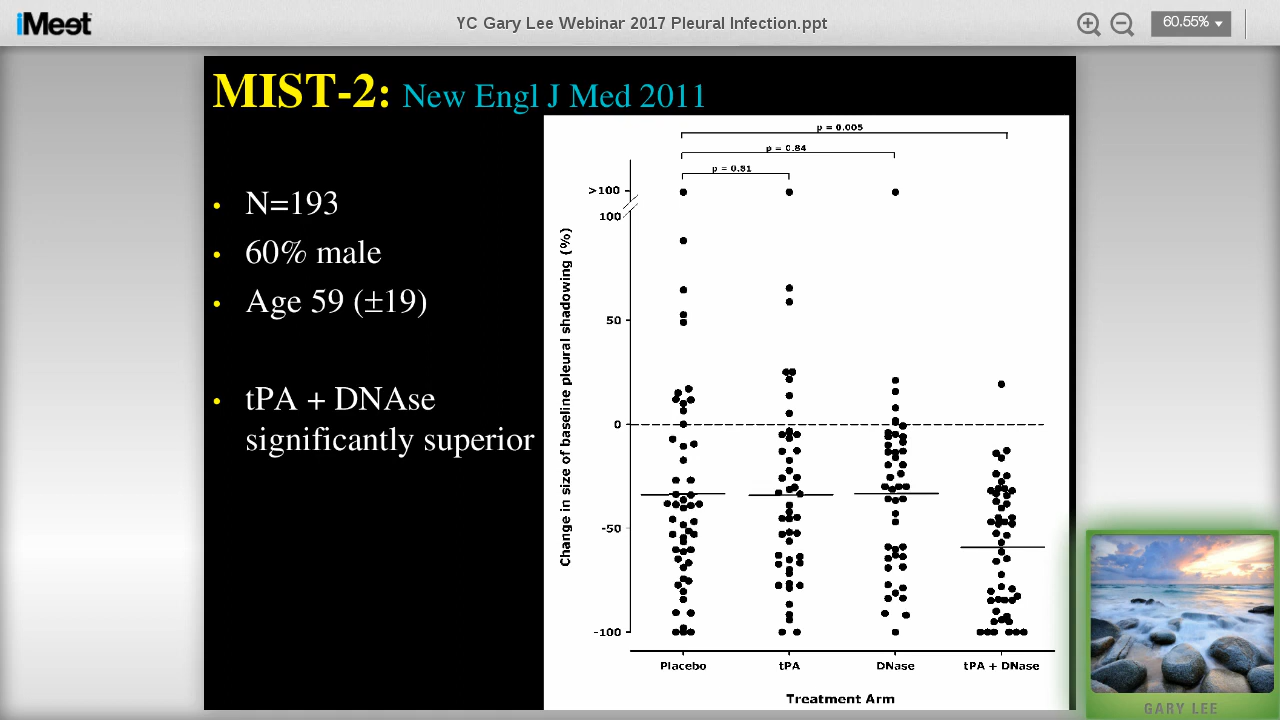 iMeet
YC Gary Lee Webinar 2017 Pleural Infection.ppt
60.55%
MIST-2: New Engl J Med 2011
• N=193
• 60% male
• Age 59 (±19)
• tPA + DNAse
significantly superior
p = 0.005
p = 0.84
p = 0.81
>100
100
50
0
-50
-100
Change in size of baseline pleural shadowing (%)
Placebo tPA DNase tPA + DNase
Treatment Arm
GARY LEE